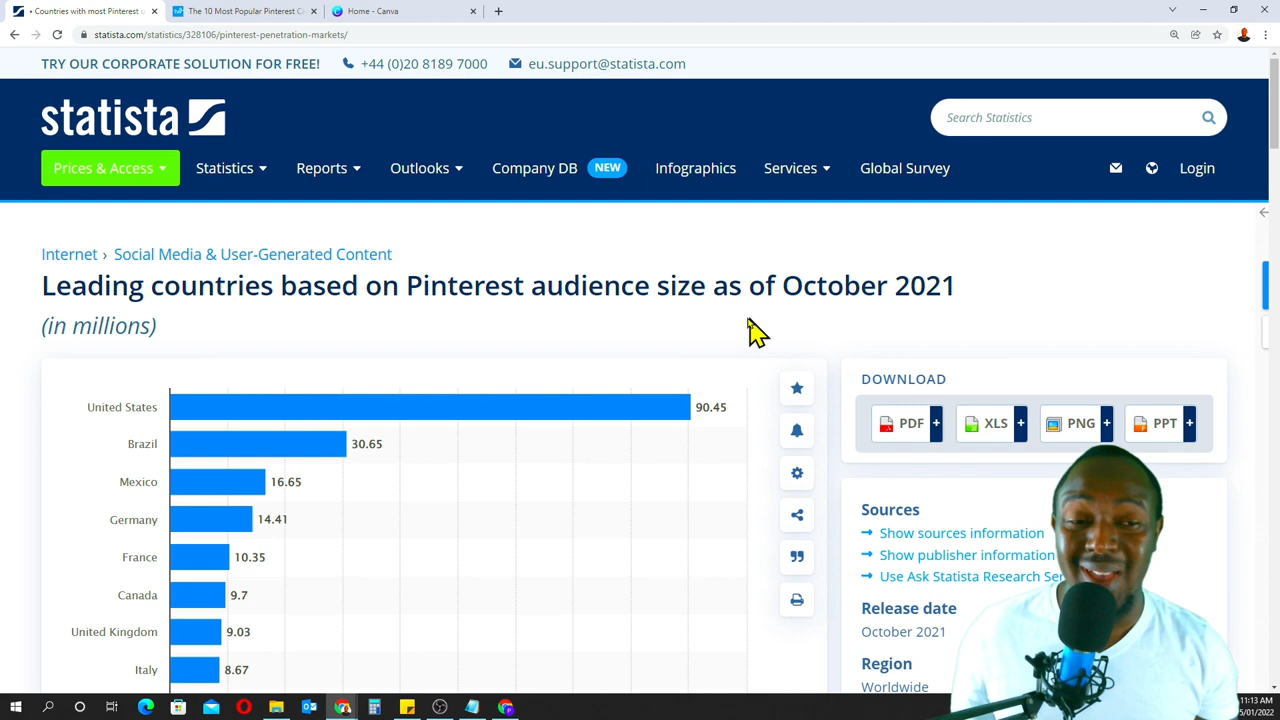 • Countries with most Pinterest u
The 10 Most Popular Pinterest Ca
Home - Canva
statista.com/statistics/328106/pinterest-penetration-markets/
TRY OUR CORPORATE SOLUTION FOR FREE! +44 (0)20 8189 7000 eu.support@statista.com
statista
Search Statistics
Prices & Access Statistics Reports Outlooks Company DB NEW Infographics Services Global Survey Login
Internet › Social Media & User-Generated Content
Leading countries based on Pinterest audience size as of October 2021
(in millions)
United States 90.45
Brazil 30.65
Mexico 16.65
Germany 14.41
France 10.35
Canada 9.7
United Kingdom 9.03
Italy 8.67
DOWNLOAD
PDF + XLS + PNG + PPT +
Sources
→ Show sources information
→ Show publisher information
→ Use Ask Statista Research Ser
Release date
October 2021
Region
Worldwide
11:13 AM
5/01/2022